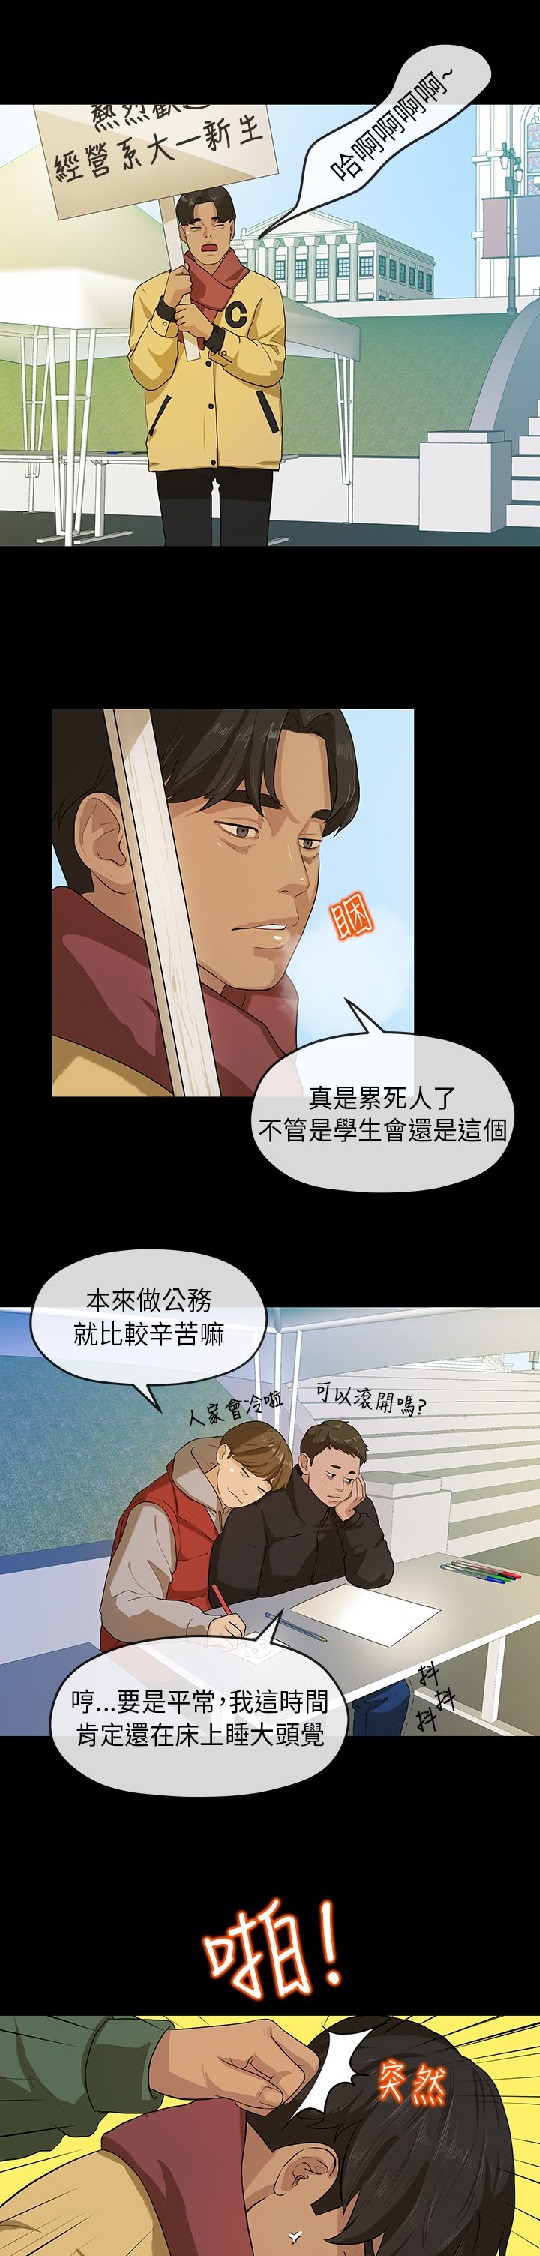 熱烈歡迎
經營系大一新生
哈啊啊啊啊~
C
睏
真是累死人了
不管是學生會還是這個
本來做公務
就比較辛苦嘛
人家會冷啦
可以滾開嗎?
哼...要是平常,我這時間
肯定還在床上睡大頭覺
抖
抖
抖
啪!
突然